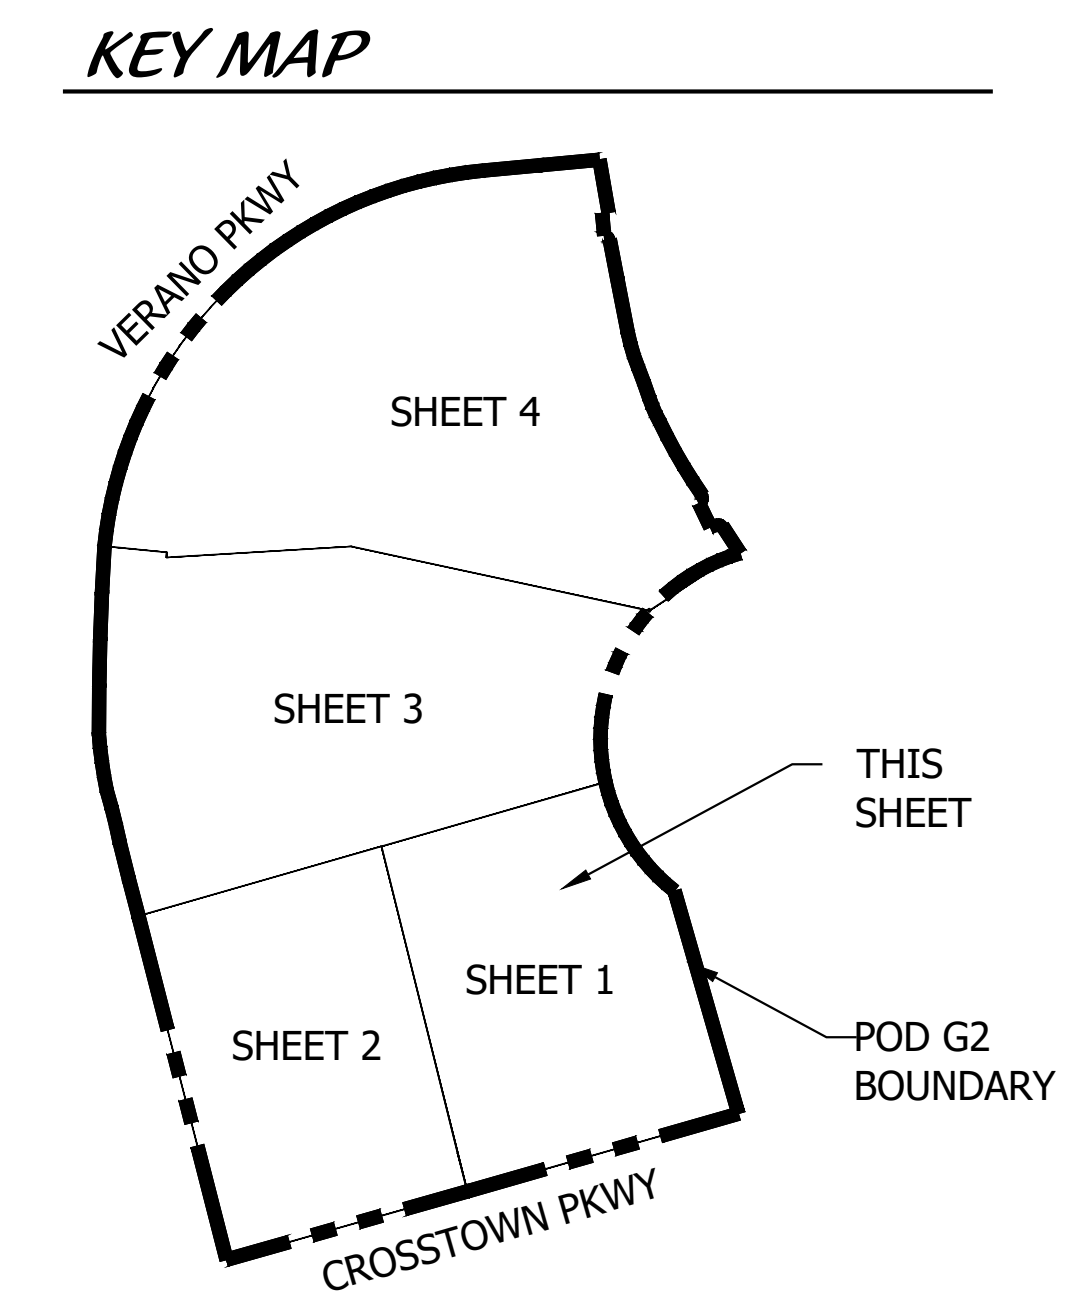 KEY MAP
VERANO PKWY
SHEET 4
SHEET 3
THIS
SHEET
SHEET 1
SHEET 2
POD G2
BOUNDARY
CROSSTOWN PKWY